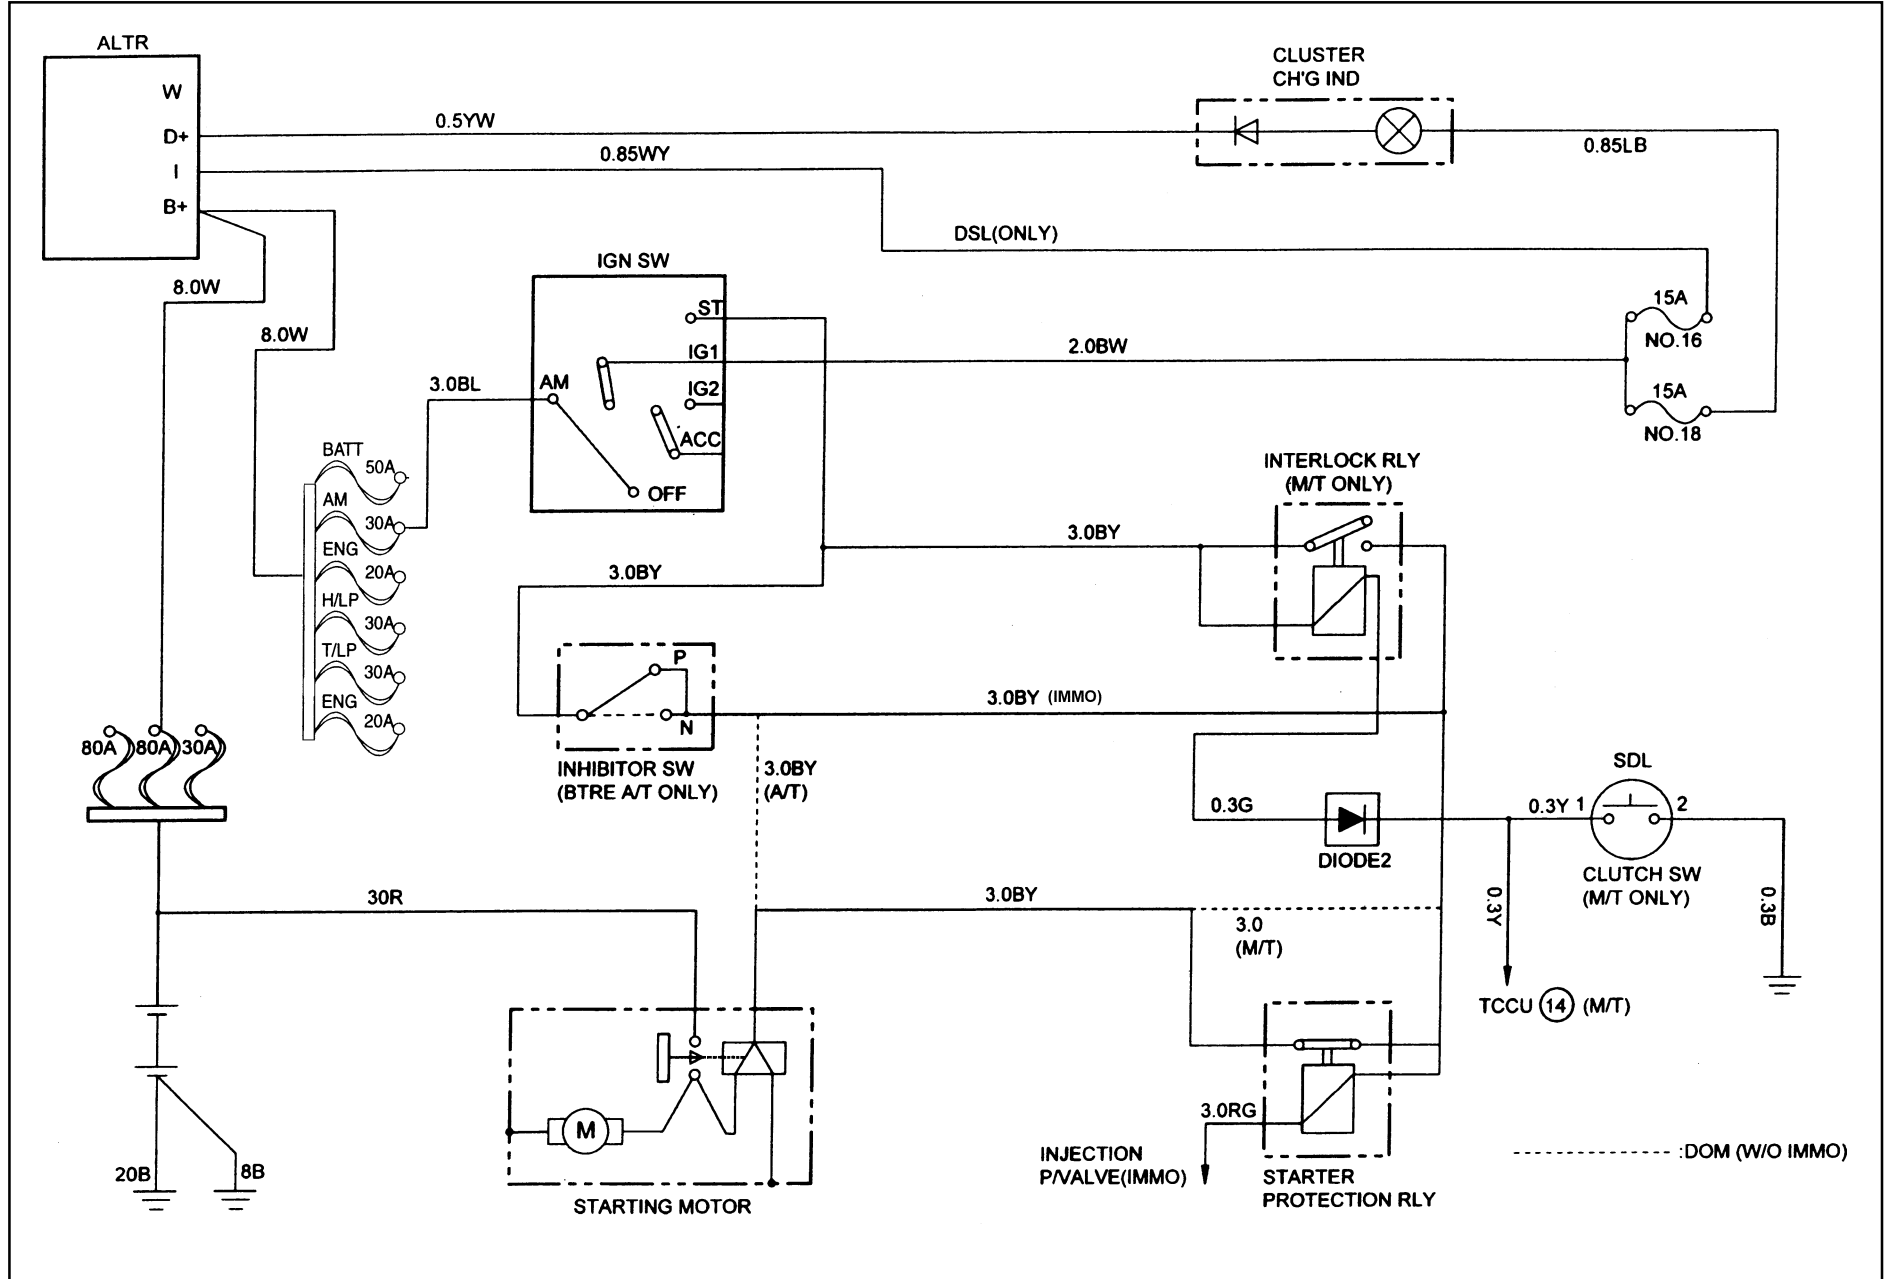 ALTR
W
D+
I
B+
0.5YW
0.85WY
CLUSTER
CH'G IND
0.85LB
DSL(ONLY)
8.0W
8.0W
IGN SW
ST
IG1
IG2
AM
ACC
OFF
3.0BL
2.0BW
15A
NO.16
15A
NO.18
BATT
50A
AM
30A
ENG
20A
H/LP
30A
T/LP
30A
ENG
20A
INTERLOCK RLY
(M/T ONLY)
3.0BY
3.0BY
P
N
3.0BY (IMMO)
INHIBITOR SW
(BTRE A/T ONLY)
3.0BY
(A/T)
80A 80A 30A
0.3G
DIODE2
SDL
0.3Y 1
2
CLUTCH SW
(M/T ONLY)
0.3Y
0.3B
30R
3.0BY
3.0
(M/T)
TCCU 14 (M/T)
M
STARTING MOTOR
3.0RG
INJECTION
P/VALVE(IMMO)
STARTER
PROTECTION RLY
:DOM (W/O IMMO)
20B
8B